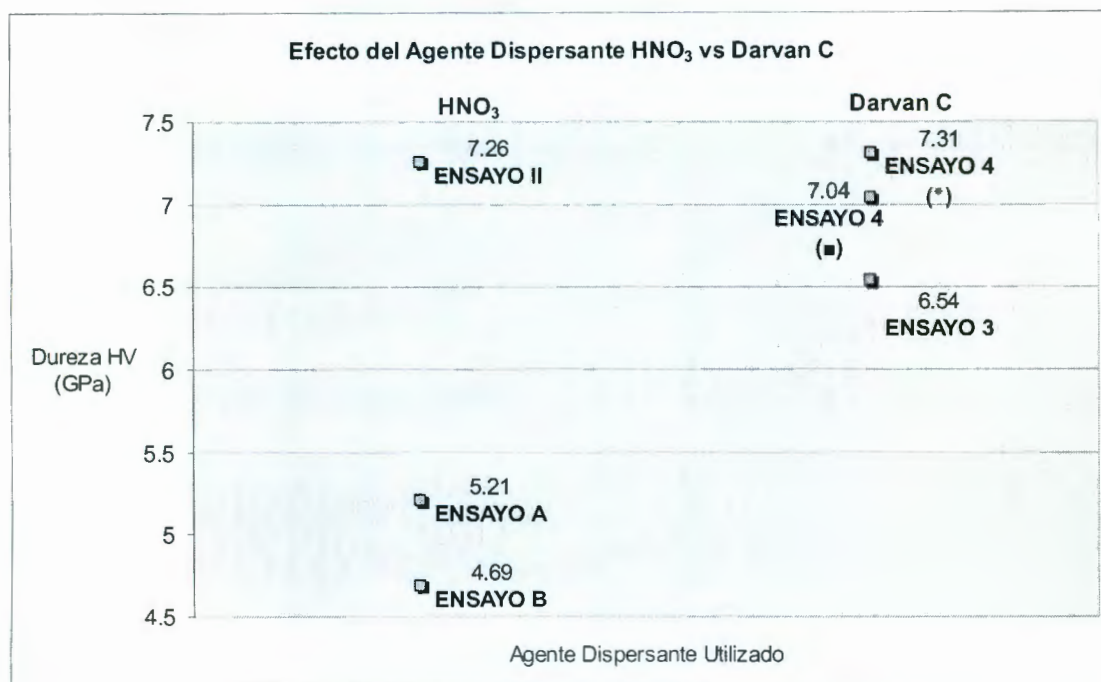 Efecto del Agente Dispersante HNO₃ vs Darvan C
HNO₃
Darvan C
7.5
7
6.5
6
5.5
5
4.5
Dureza HV
(GPa)
7.26
ENSAYO II
5.21
ENSAYO A
4.69
ENSAYO B
7.31
ENSAYO 4
(*)
7.04
ENSAYO 4
(■)
6.54
ENSAYO 3
Agente Dispersante Utilizado